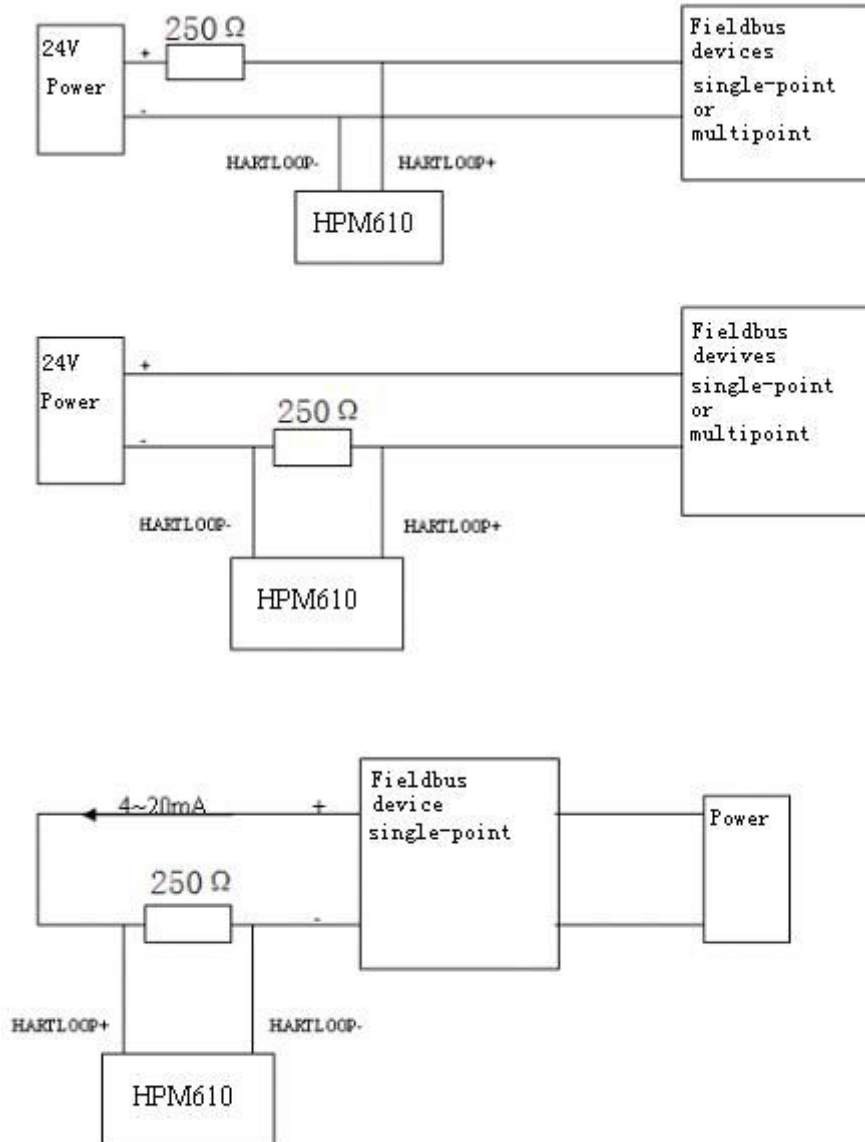 250 Ω
24V
Power
+
-
Fieldbus
devices
single-point
or
multipoint
HARTLOOP-
HARTLOOP+
HPM610
24V
Power
+
-
250 Ω
Fieldbus
devives
single-point
or
multipoint
HARTLOOP-
HARTLOOP+
HPM610
4~20mA
+
Fieldbus
device
single-point
Power
250 Ω
-
HARTLOOP+
HARTLOOP-
HPM610